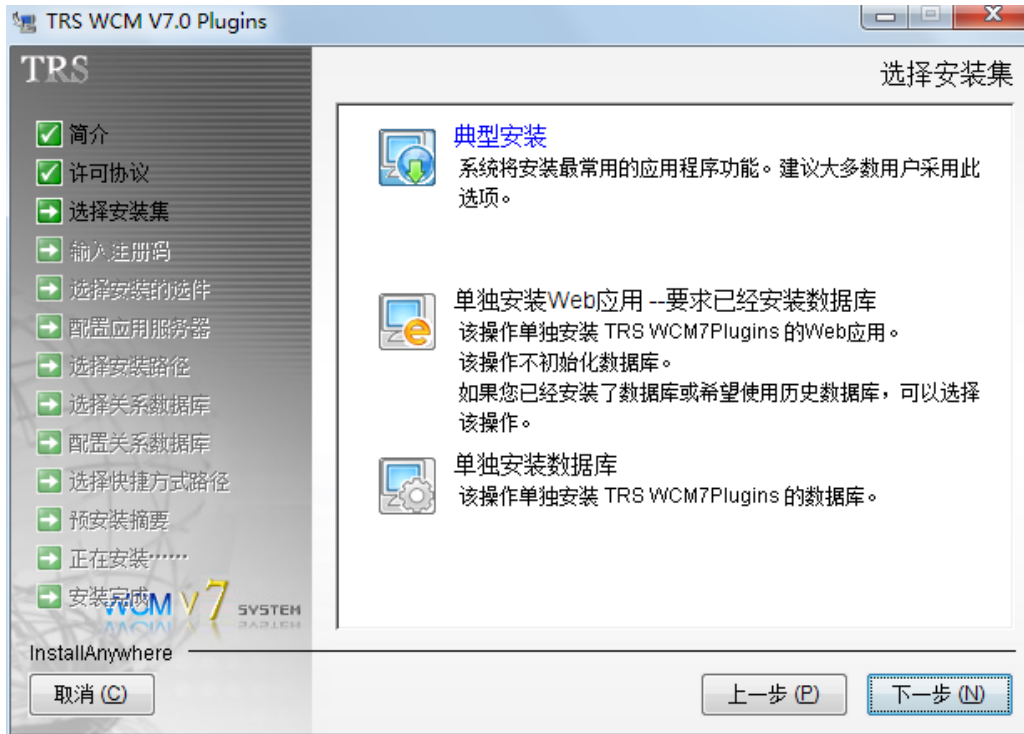 TRS WCM V7.0 Plugins
TRS
选择安装集
简介
许可协议
选择安装集
输入注册码
选择安装的选件
配置应用服务器
选择安装路径
选择关系数据库
配置关系数据库
选择快捷方式路径
预安装摘要
正在安装……
安装完成
WCM V7 SYSTEM
典型安装
系统将安装最常用的应用程序功能。建议大多数用户采用此
选项。
单独安装Web应用 --要求已经安装数据库
该操作单独安装 TRS WCM7Plugins 的Web应用。
该操作不初始化数据库。
如果您已经安装了数据库或希望使用历史数据库，可以选择
该操作。
单独安装数据库
该操作单独安装 TRS WCM7Plugins 的数据库。
InstallAnywhere
取消 (C)
上一步 (P)
下一步 (N)